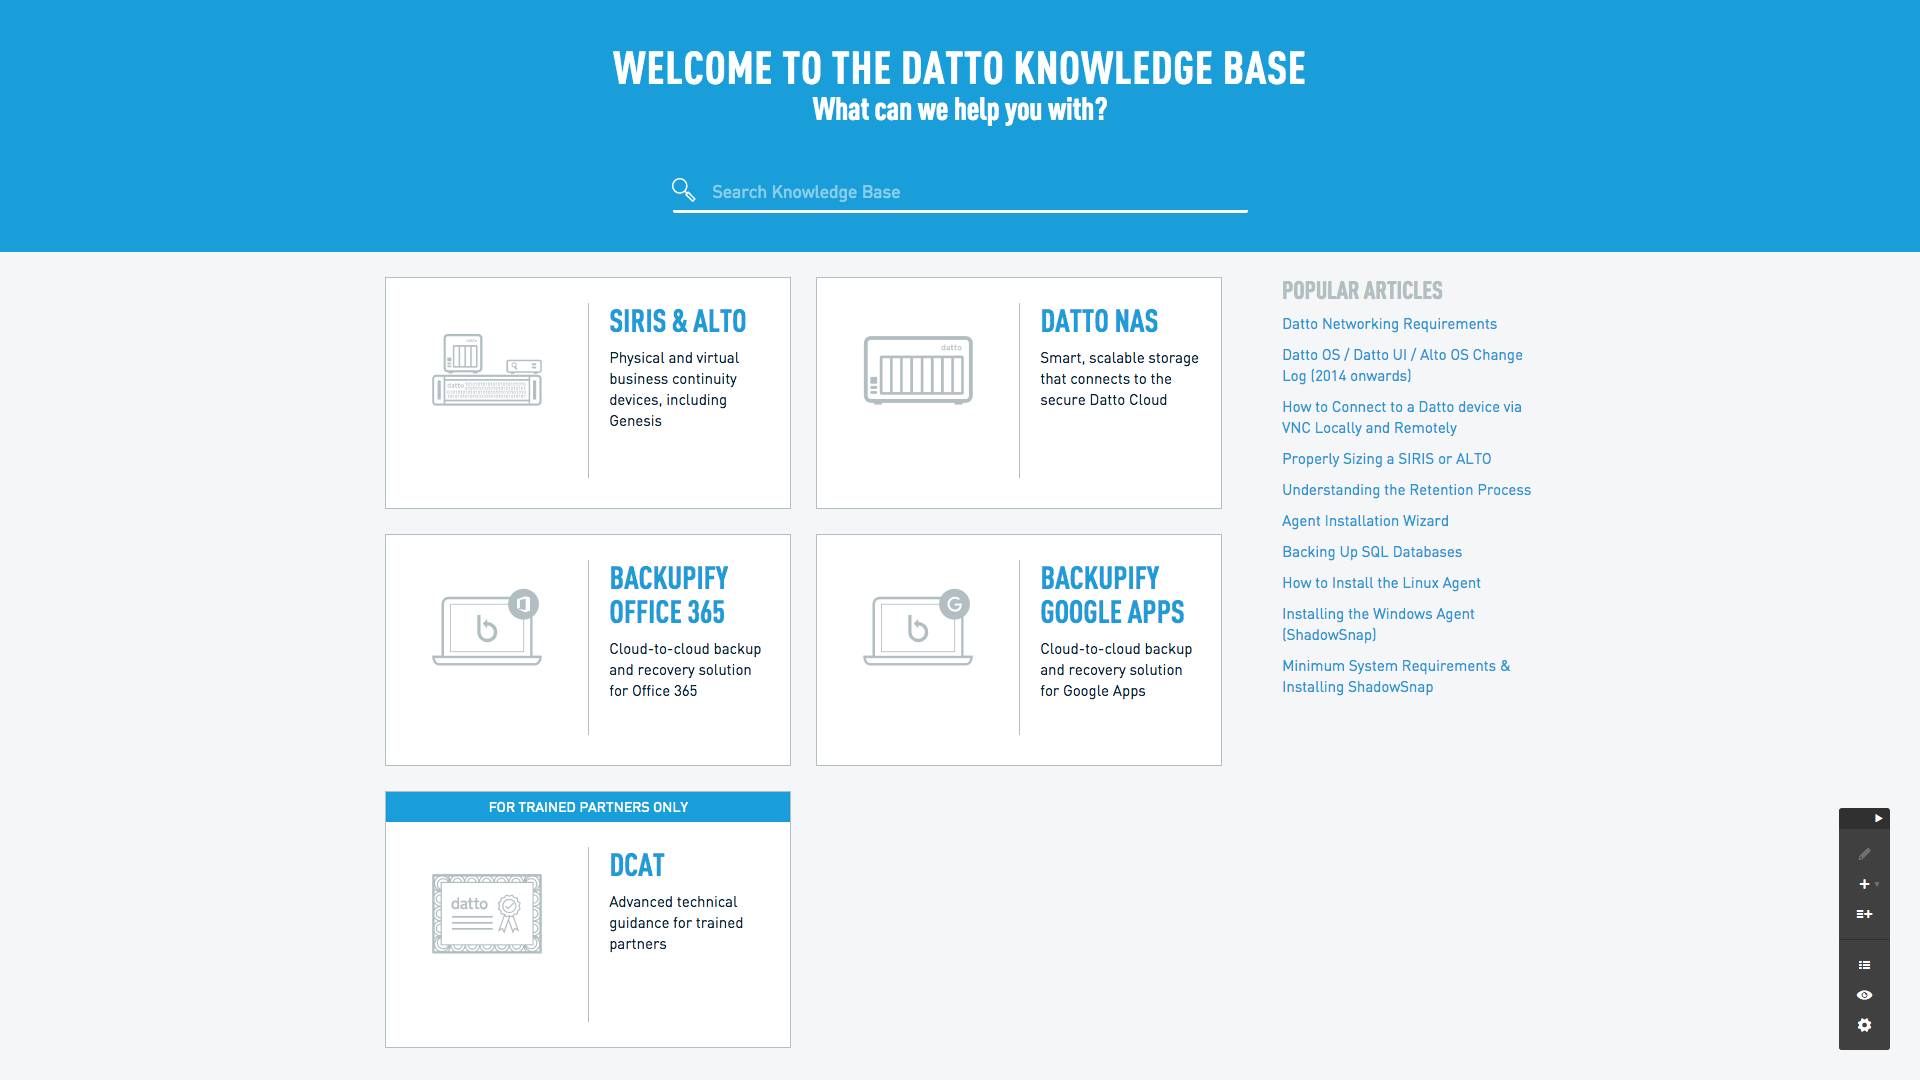 WELCOME TO THE DATTO KNOWLEDGE BASE
What can we help you with?
Search Knowledge Base
SIRIS & ALTO
Physical and virtual
business continuity
devices, including
Genesis
datto
datto
DATTO NAS
Smart, scalable storage
that connects to the
secure Datto Cloud
datto
BACKUPIFY
OFFICE 365
Cloud-to-cloud backup
and recovery solution
for Office 365
BACKUPIFY
GOOGLE APPS
Cloud-to-cloud backup
and recovery solution
for Google Apps
G
FOR TRAINED PARTNERS ONLY
DCAT
Advanced technical
guidance for trained
partners
datto
POPULAR ARTICLES
Datto Networking Requirements
Datto OS / Datto UI / Alto OS Change
Log (2014 onwards)
How to Connect to a Datto device via
VNC Locally and Remotely
Properly Sizing a SIRIS or ALTO
Understanding the Retention Process
Agent Installation Wizard
Backing Up SQL Databases
How to Install the Linux Agent
Installing the Windows Agent
(ShadowSnap)
Minimum System Requirements &
Installing ShadowSnap